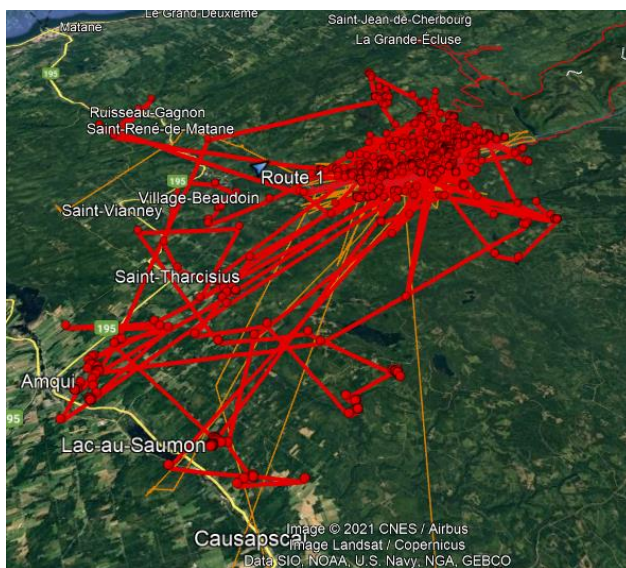 Le Grand-Deuxième
Saint-Jean-de-Cherbourg
Matane
La Grande-Écluse
195
Ruisseau-Gagnon
Saint-René-de-Matane
Route 1
195
Village-Beaudoin
Saint-Vianney
Saint-Tharcisius
195
Amqui
95
Lac-au-Saumon
Causapscal
Image © 2021 CNES / Airbus
Image Landsat / Copernicus
Data SIO, NOAA, U.S. Navy, NGA, GEBCO